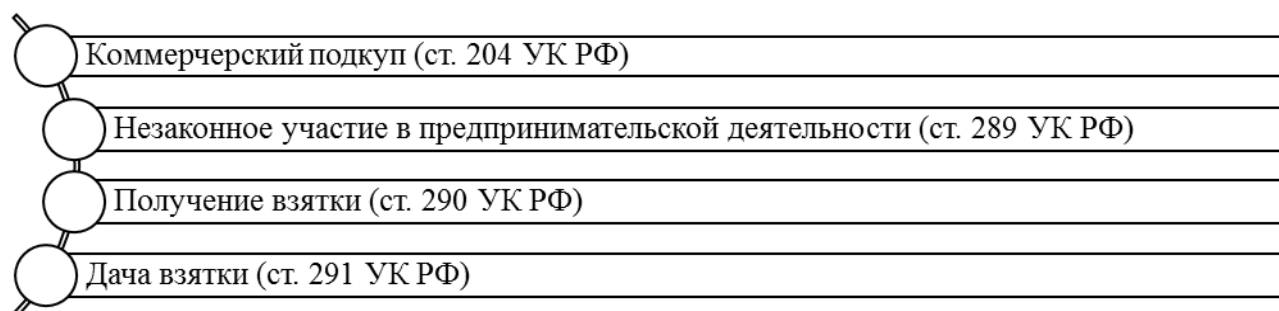 Коммерчерский подкуп (ст. 204 УК РФ)
Незаконное участие в предпринимательской деятельности (ст. 289 УК РФ)
Получение взятки (ст. 290 УК РФ)
Дача взятки (ст. 291 УК РФ)